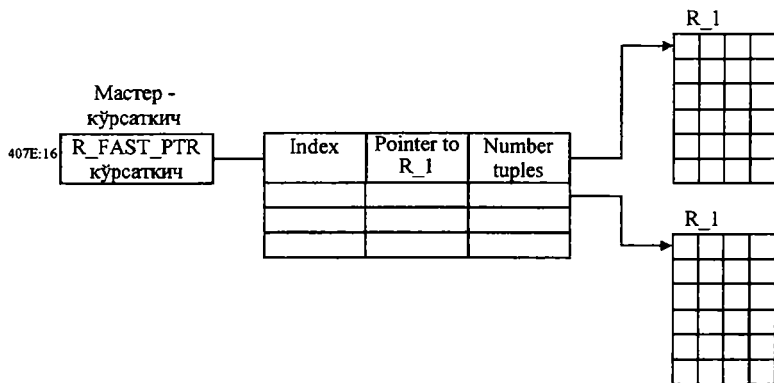 R_1
Мастер -
кўрсаткич
407E:16
R_FAST_PTR
кўрсаткич
Index
Pointer to
R_1
Number
tuples
R_1